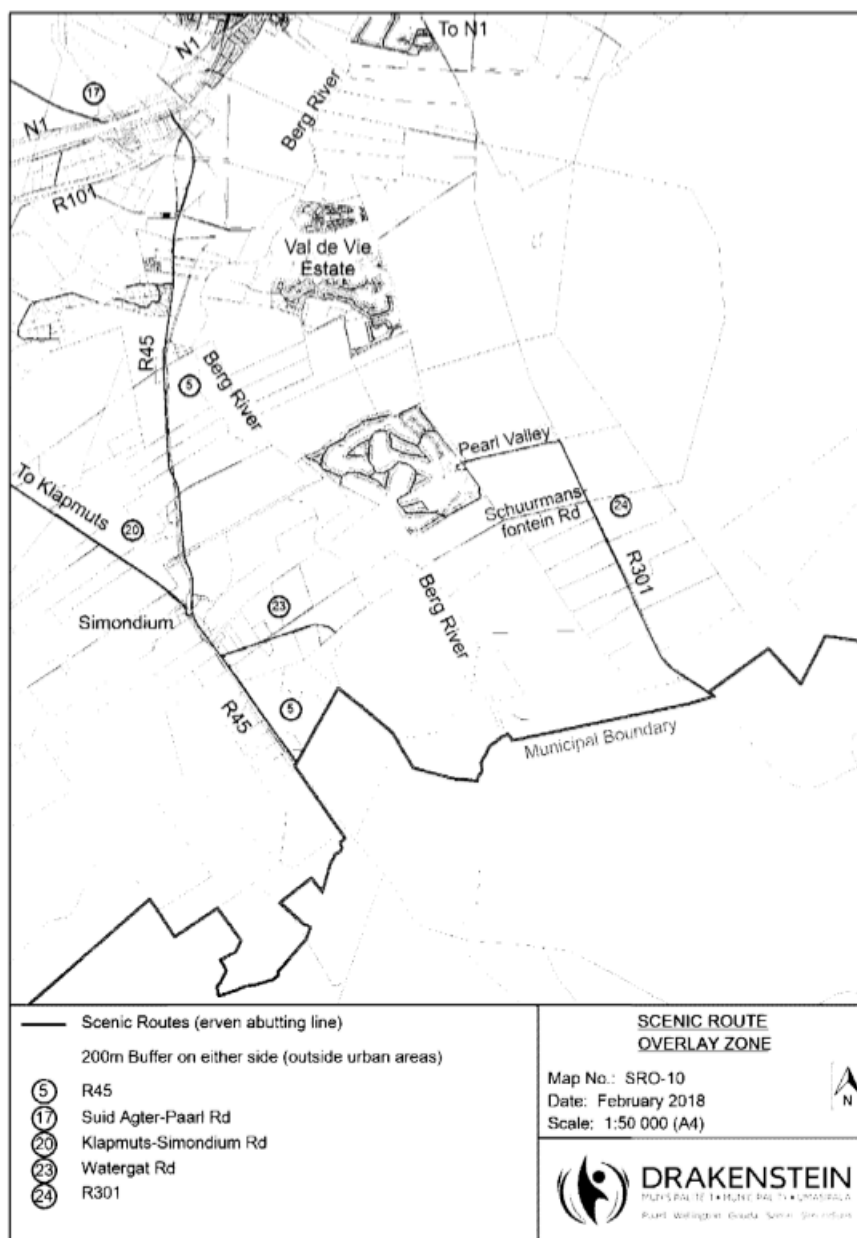 To N1
N1
17
Berg River
N1
R101
Val de Vie
Estate
R45
5
Berg River
Pearl Valley
To Klapmuts
20
Schuurmans-
fontein Rd
24
R301
Simondium
23
Berg River
R45
5
Municipal Boundary
Scenic Routes (erven abutting line)
200m Buffer on either side (outside urban areas)
5 R45
17 Suid Agter-Paarl Rd
20 Klapmuts-Simondium Rd
23 Watergat Rd
24 R301
SCENIC ROUTE
OVERLAY ZONE
Map No.: SRO-10
Date: February 2018
Scale: 1:50 000 (A4)
N
DRAKENSTEIN